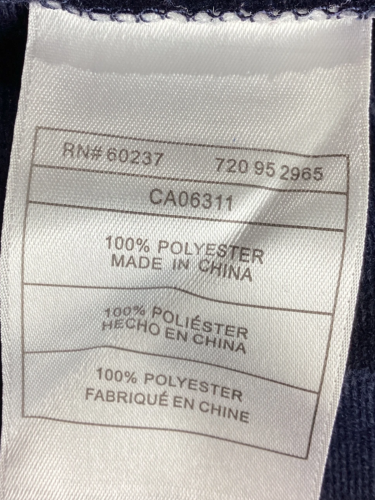 RN# 60237 720 95 2965
CA06311
100% POLYESTER
MADE IN CHINA
100% POLIÉSTER
HECHO EN CHINA
100% POLYESTER
FABRIQUÉ EN CHINE